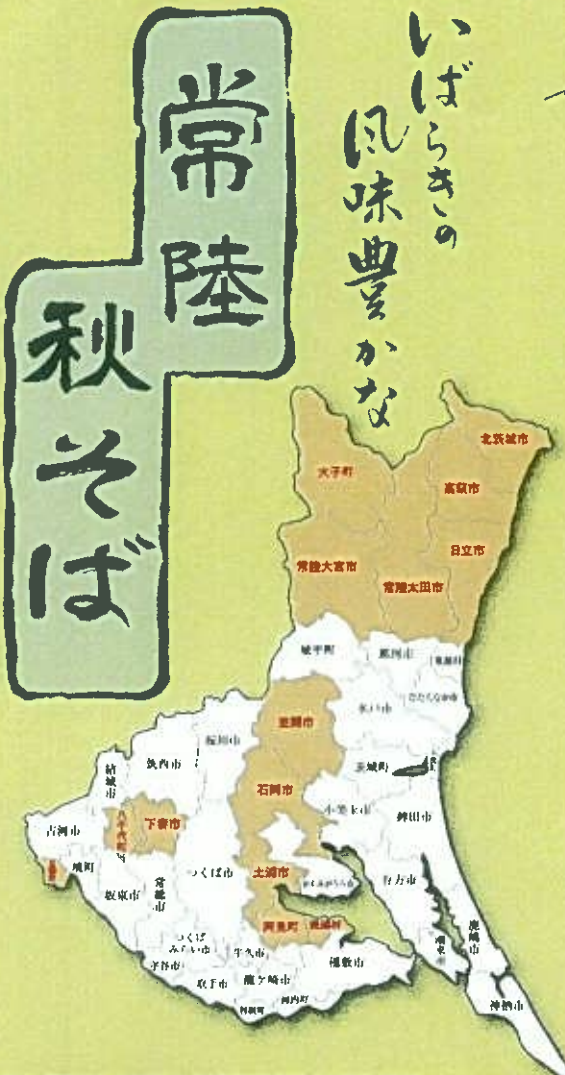 いばらきの
風味豊かな
常陸
秋そば
北茨城市
大子町
高萩市
日立市
常陸大宮市
常陸太田市
城里町
那珂市
東海村
ひたちなか市
水戸市
笠間市
桜川市
筑西市
結城市
茨城町
石岡市
小美玉市
鉾田市
古河市
八千代町
下妻市
境町
つくば市
土浦市
かすみがうら市
行方市
坂東市
常総市
阿見町
美浦村
鹿嶋市
潮来市
つくば
みらい市
牛久市
守谷市
稲敷市
取手市
龍ヶ崎市
利根町
河内町
神栖市